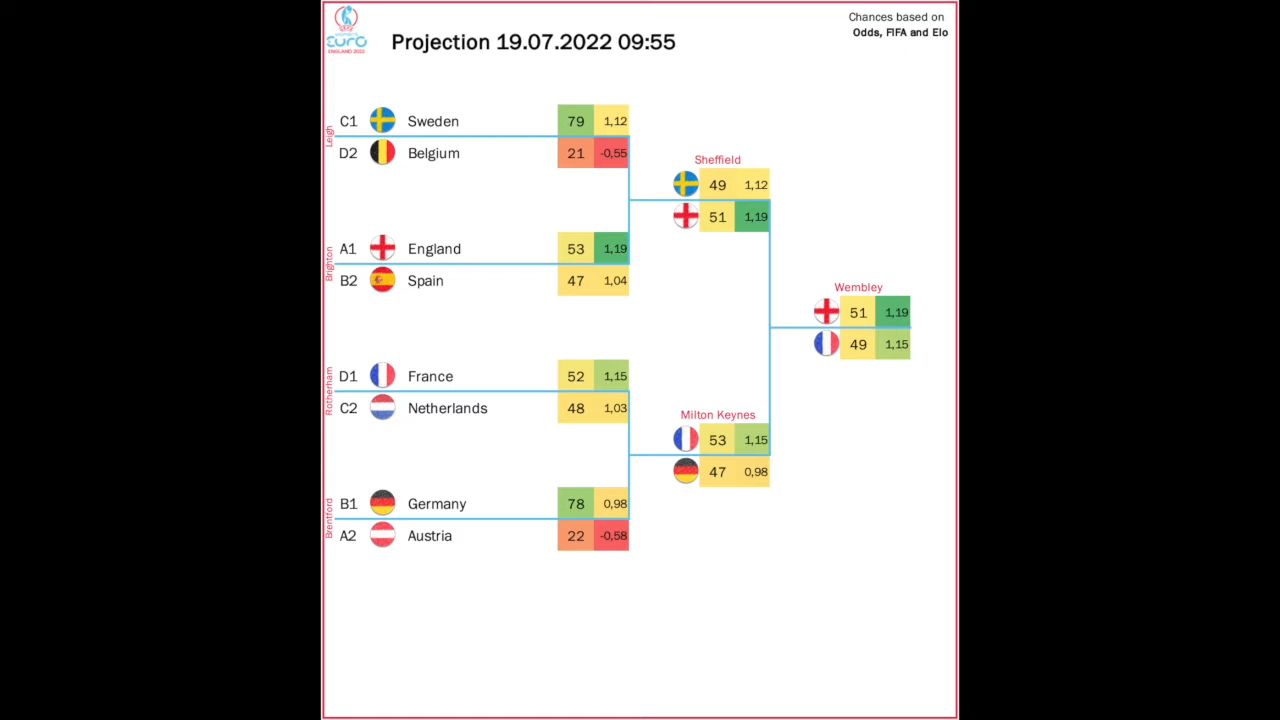 WOMEN'S
EURO
ENGLAND 2022
Projection 19.07.2022 09:55
Chances based on
Odds, FIFA and Elo
Leigh
C1 Sweden 79 1,12
D2 Belgium 21 -0,55
Sheffield
49 1,12
51 1,19
Brighton
A1 England 53 1,19
B2 Spain 47 1,04
Wembley
51 1,19
49 1,15
Rotherham
D1 France 52 1,15
C2 Netherlands 48 1,03
Milton Keynes
53 1,15
47 0,98
Brentford
B1 Germany 78 0,98
A2 Austria 22 -0,58